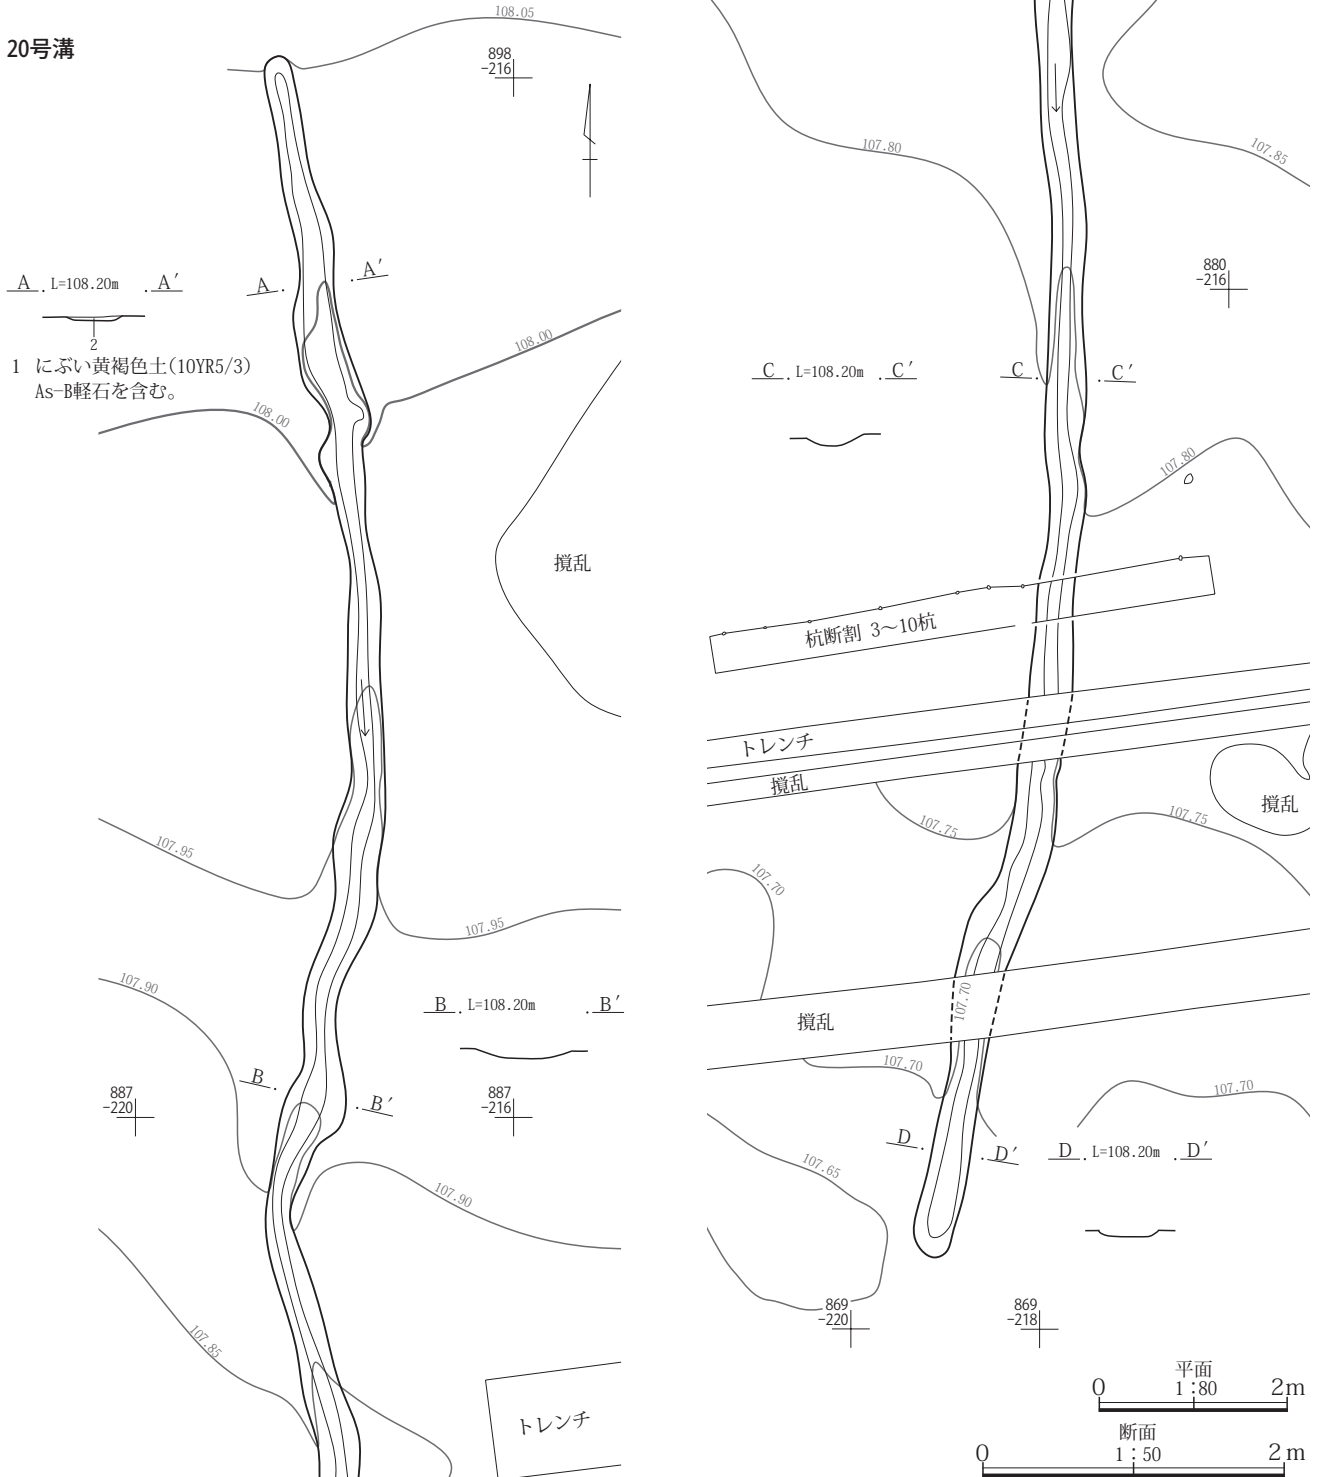 20号溝
108.05
898
-216
A . L=108.20m . A′
2
1 にぶい黄褐色土(10YR5/3)
As-B軽石を含む。
A .
. A′
108.00
108.00
攪乱
107.95
107.95
107.90
B . L=108.20m . B′
B .
. B′
887
-220
887
-216
107.90
107.85
トレンチ
107.80
107.85
880
-216
C . L=108.20m . C′
C .
. C′
107.80
杭断割 3〜10杭
トレンチ
攪乱
攪乱
107.75
107.75
107.70
107.70
攪乱
107.70
107.70
D .
. D′
D . L=108.20m . D′
107.65
869
-220
869
-218
平面
0 1:80 2m
断面
0 1:50 2m